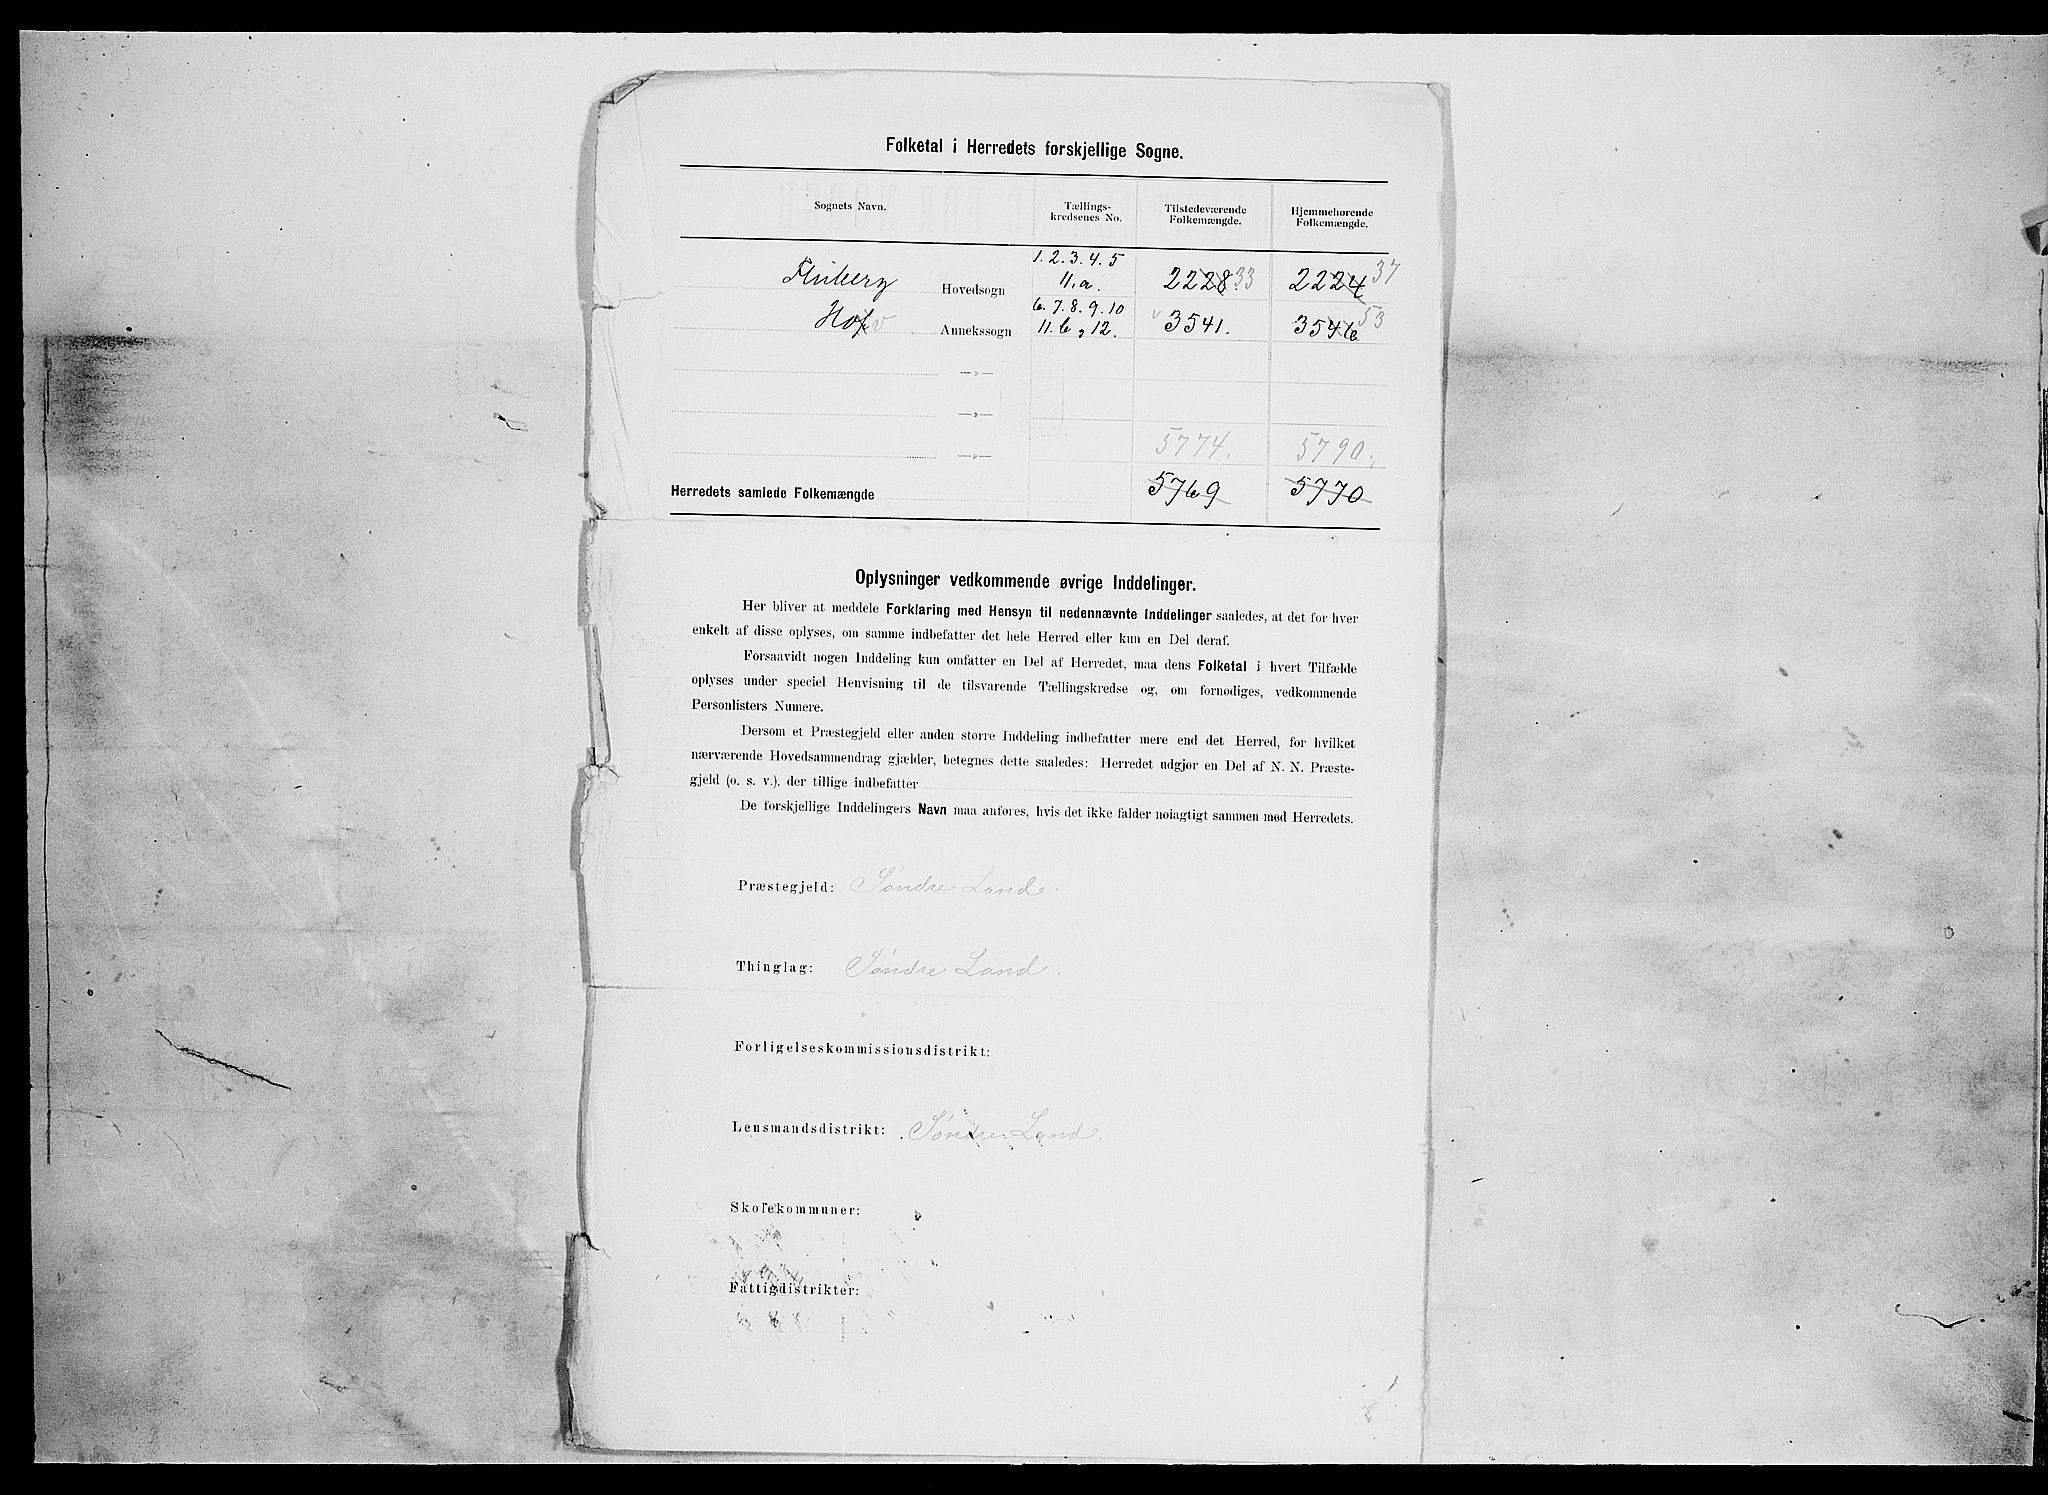 Folketal i Herredets forskjellige Sogne.
Sognets Navn. Tællings-kredsenes No. Tilstedeværende Folkemængde. Hjemmehørende Folkemængde.
1. 2. 3. 4. 5
Fluberg Hovedsogn 11.a. 2228 33 2224 37
6. 7. 8. 9. 10
Hofv Annekssogn 11. b, 12. v 3541. 3546 53
—„—
—„—
—„— 5774. 5790.
Herredets samlede Folkemængde 5769 5770
Oplysninger vedkommende øvrige Inddelinger.
Her bliver at meddele Forklaring med Hensyn til nedennævnte Inddelinger saaledes, at det for hver
enkelt af disse oplyses, om samme indbefatter det hele Herred eller kun en Del deraf.
Forsaavidt nogen Inddeling kun omfatter en Del af Herredet, maa dens Folketal i hvert Tilfælde
oplyses under speciel Henvisning til de tilsvarende Tællingskredse og, om fornødiges, vedkommende
Personlisters Numere.
Dersom et Præstegjeld eller anden større Inddeling indbefatter mere end det Herred, for hvilket
nærværende Hovedsammendrag gjælder, betegnes dette saaledes: Herredet udgjør en Del af N. N. Præste-
gjeld (o. s. v.), der tillige indbefatter
De forskjellige Inddelingers Navn maa anføres, hvis det ikke falder nøiagtigt sammen med Herredets.
Præstegjeld: Søndre Land.
Thinglag: Søndre Land.
Forligelseskommissionsdistrikt:
Lensmandsdistrikt: Søndre Land.
Skolekommuner:
Fattigdistrikter: